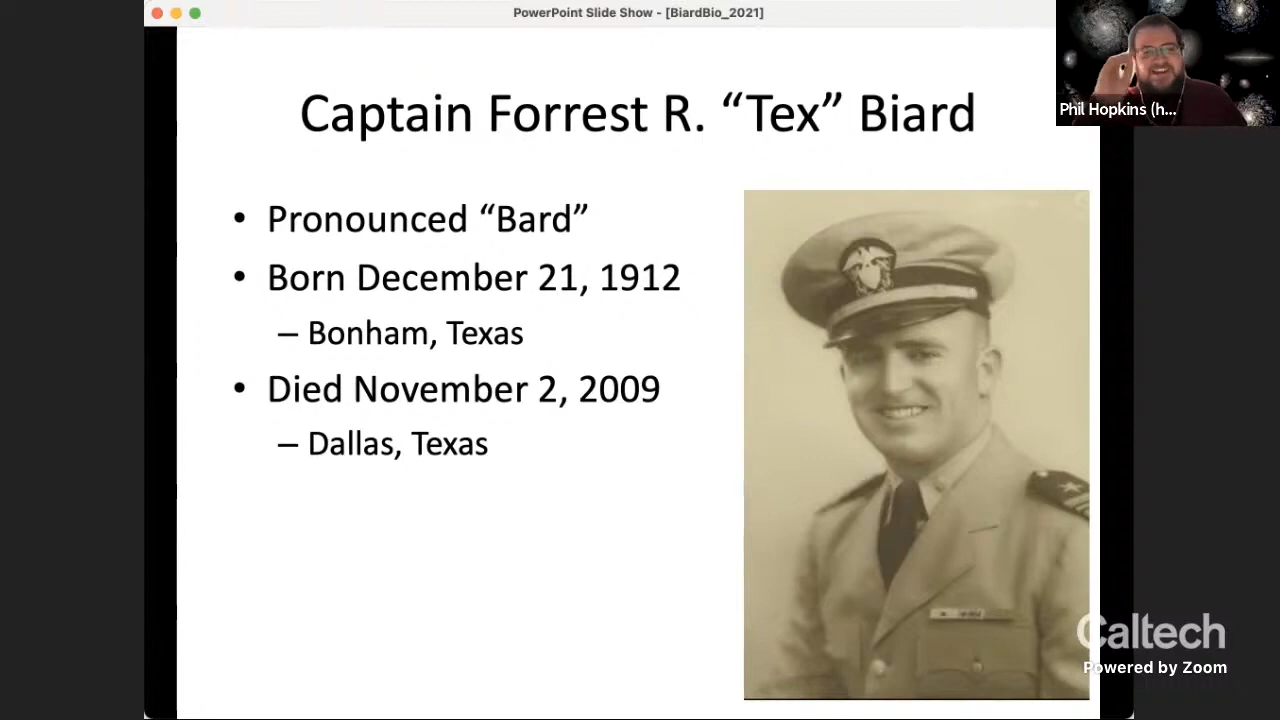 PowerPoint Slide Show - [BiardBio_2021]
Phil Hopkins (h...
Captain Forrest R. “Tex” Biard
• Pronounced “Bard”
• Born December 21, 1912
– Bonham, Texas
• Died November 2, 2009
– Dallas, Texas
Caltech
Powered by Zoom